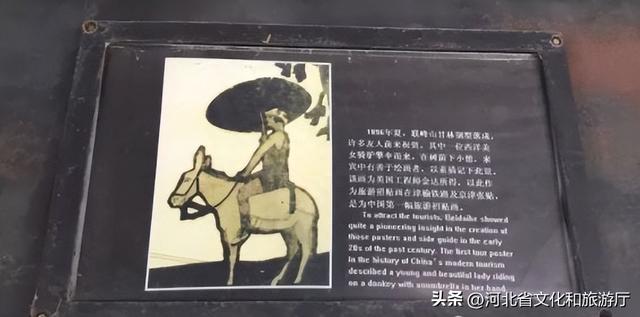 1896年夏，联峰山甘林别墅落成，
许多友人前来祝贺，其中一位西洋美
女骑驴擎伞而来，在树荫下小憩，来
宾中有善于绘画者，以素描记下此景，
该画为英国工程师金达所得，以此作
为旅游招贴画在津榆铁路及京津张贴，
是为中国第一幅旅游招贴画。
To attract the tourists, Beidaihe showed
quite a pioneering insight in the creation of
those posters and side guide in the early
20s of the past century. The first tour poster
in the history of China's modern tourism
described a young and beautiful lady riding
on a donkey with an umbrella in her hand.
头条 @河北省文化和旅游厅